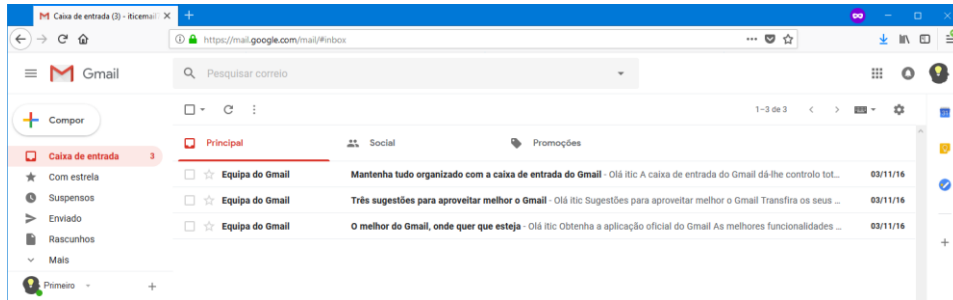 Caixa de entrada (3) - iticemail
https://mail.google.com/mail/#inbox
Gmail
Pesquisar correio
Compor
1–3 de 3
Principal
Social
Promoções
Caixa de entrada 3
Com estrela
Suspensos
Enviado
Rascunhos
Mais
Primeiro
Equipa do Gmail Mantenha tudo organizado com a caixa de entrada do Gmail - Olá itic A caixa de entrada do Gmail dá-lhe controlo tot... 03/11/16
Equipa do Gmail Três sugestões para aproveitar melhor o Gmail - Olá itic Sugestões para aproveitar melhor o Gmail Transfira os seus ... 03/11/16
Equipa do Gmail O melhor do Gmail, onde quer que esteja - Olá itic Obtenha a aplicação oficial do Gmail As melhores funcionalidades ... 03/11/16